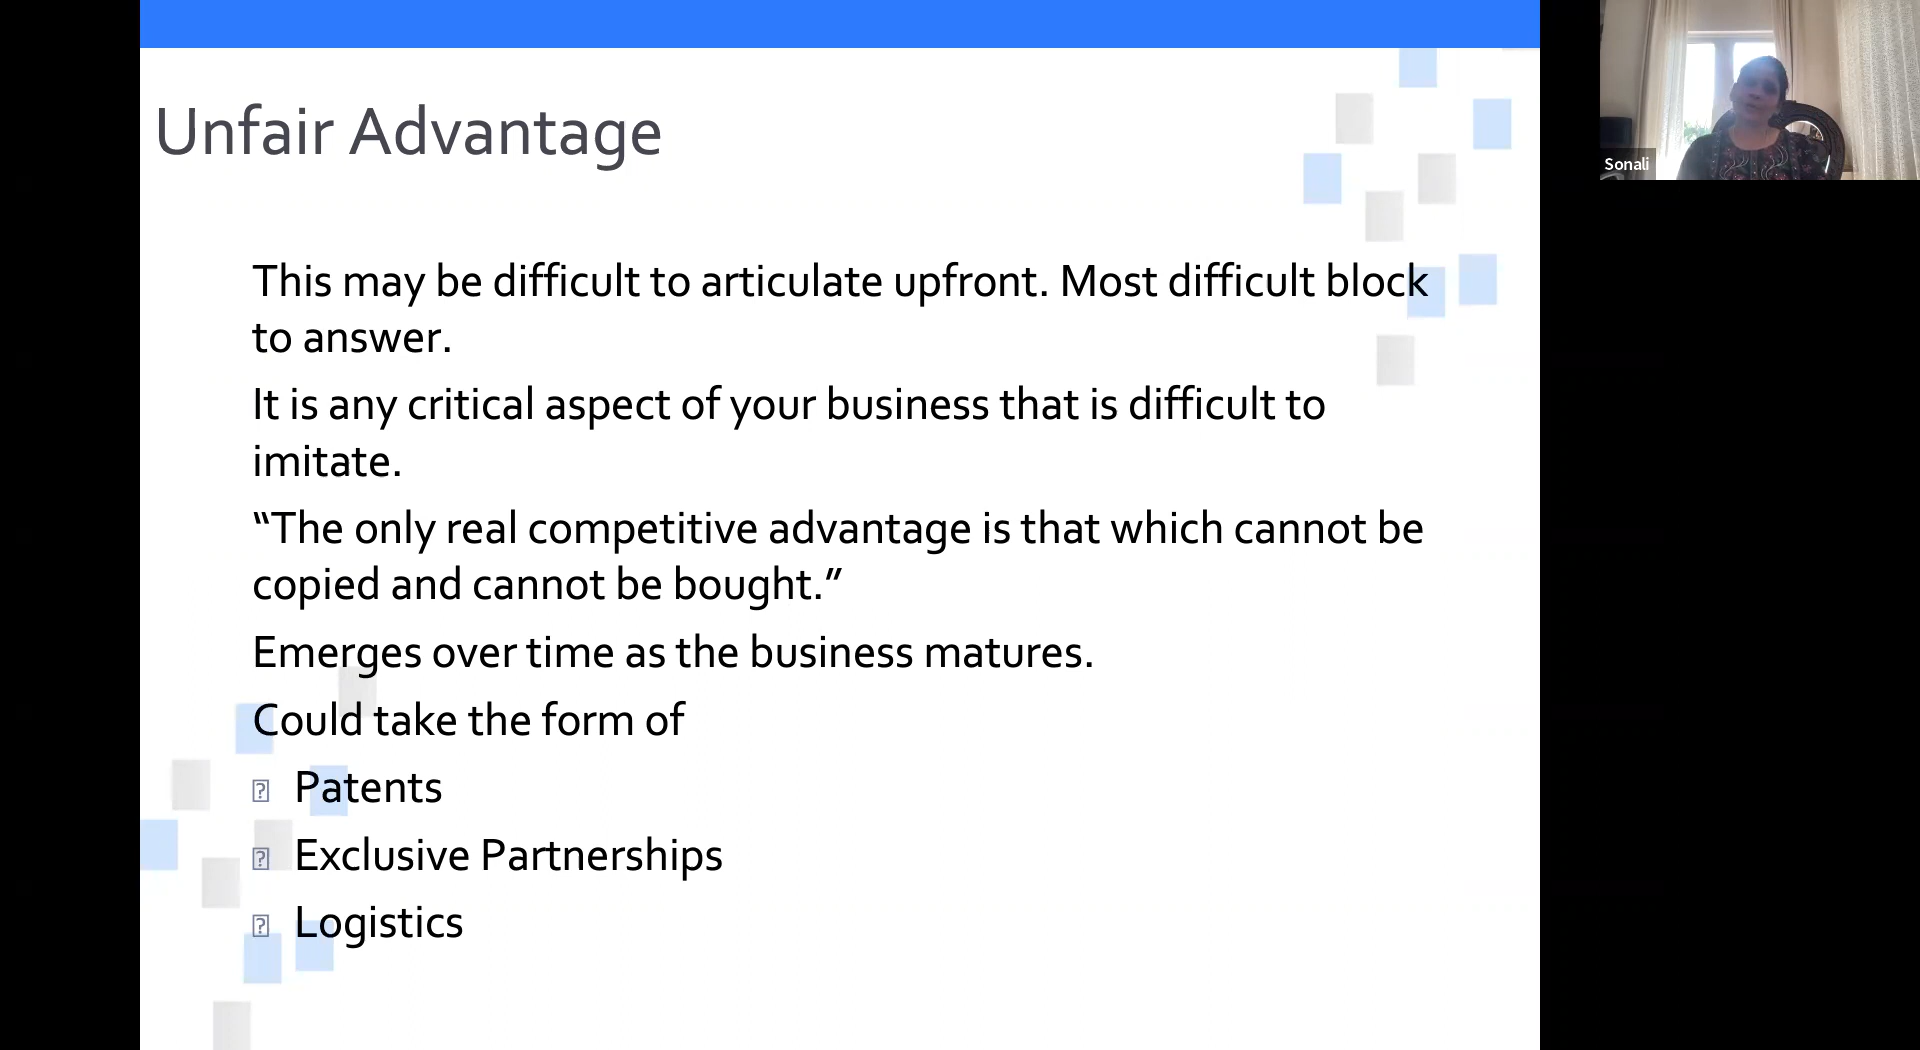 Unfair Advantage
This may be difficult to articulate upfront. Most difficult block
to answer.
It is any critical aspect of your business that is difficult to
imitate.
“The only real competitive advantage is that which cannot be
copied and cannot be bought.”
Emerges over time as the business matures.
Could take the form of
Patents
Exclusive Partnerships
Logistics
Sonali